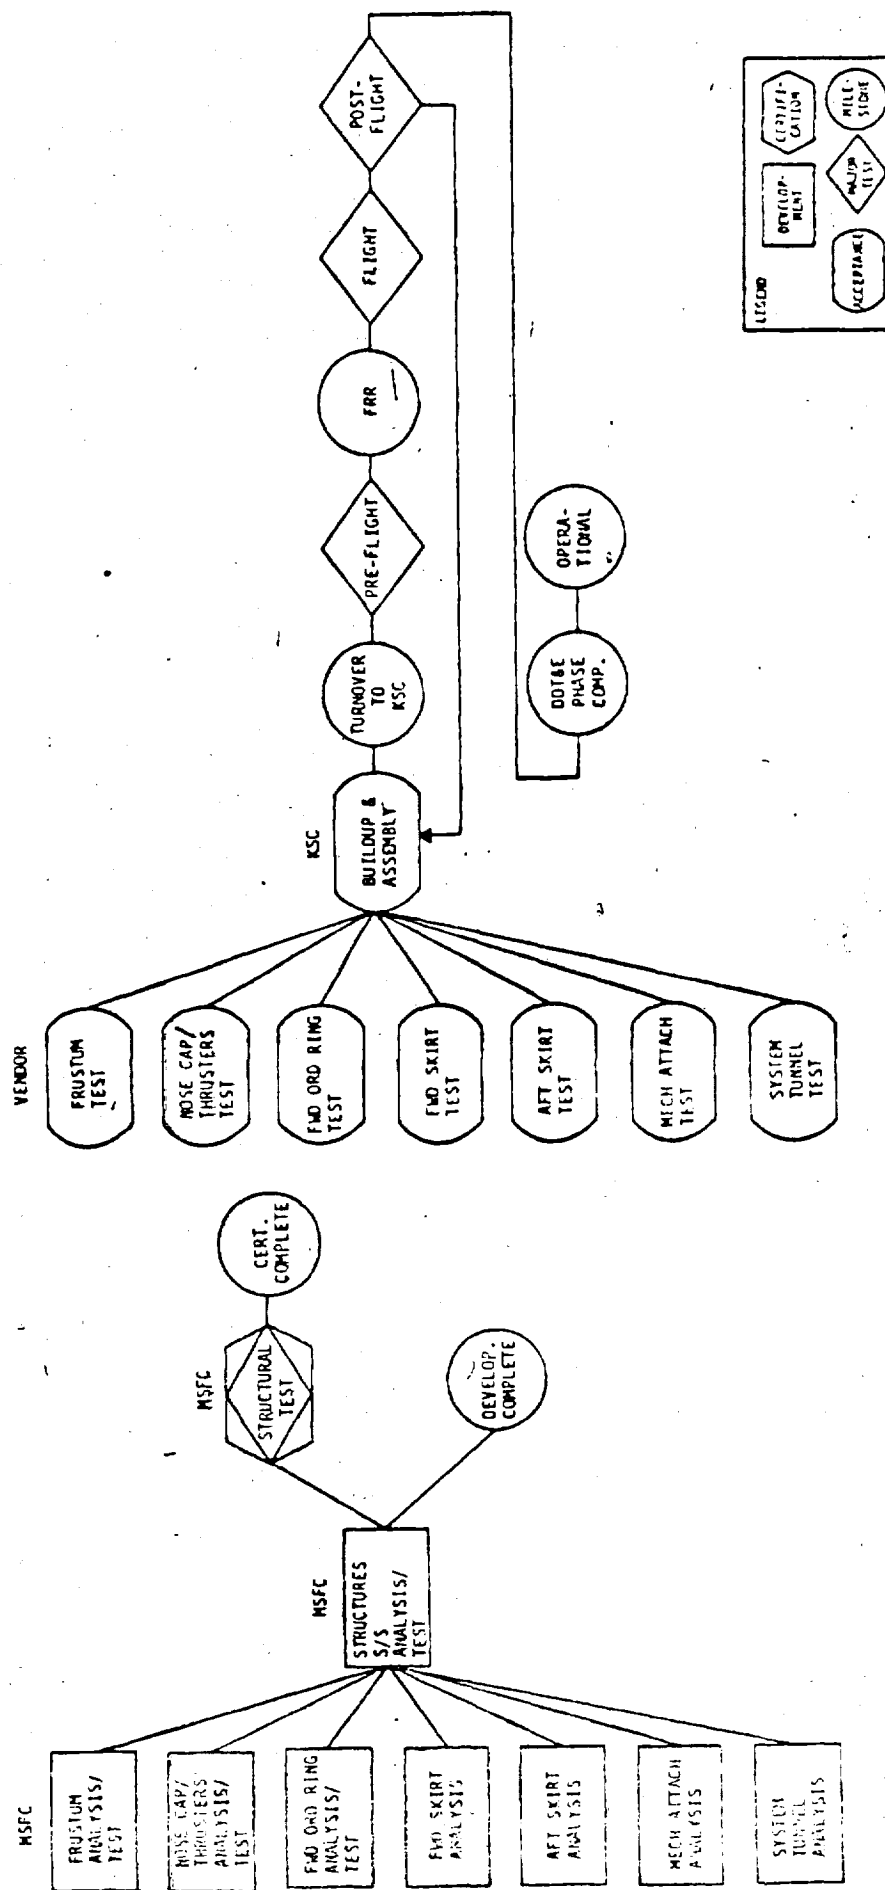 MSFC
FRUSTUM
ANALYSIS/
TEST
NOSE CAP/
THRUSTERS
ANALYSIS/
TEST
FWD ORD RING
ANALYSIS/
TEST
FWD SKIRT
ANALYSIS
AFT SKIRT
ANALYSIS
MECH ATTACH
ANALYSIS
SYSTEM
TUNNEL
ANALYSIS
MSFC
STRUCTURES
S/S
ANALYSIS/
TEST
MSFC
STRUCTURAL
TEST
CERT.
COMPLETE
DEVELOP.
COMPLETE
VENDOR
FRUSTUM
TEST
NOSE CAP/
THRUSTERS
TEST
FWD ORD RING
TEST
FWD SKIRT
TEST
AFT SKIRT
TEST
MECH ATTACH
TEST
SYSTEM
TUNNEL
TEST
KSC
BUILDUP &
ASSEMBLY
TURNOVER
TO
KSC
PRE-FLIGHT
FRR
FLIGHT
POST-
FLIGHT
DDT&E
PHASE
COMP.
OPERA-
TIONAL
LEGEND
DEVELOP-
MENT
CERTIFI-
CATION
ACCEPTANCE
MAJOR
TEST
MILE-
STONE